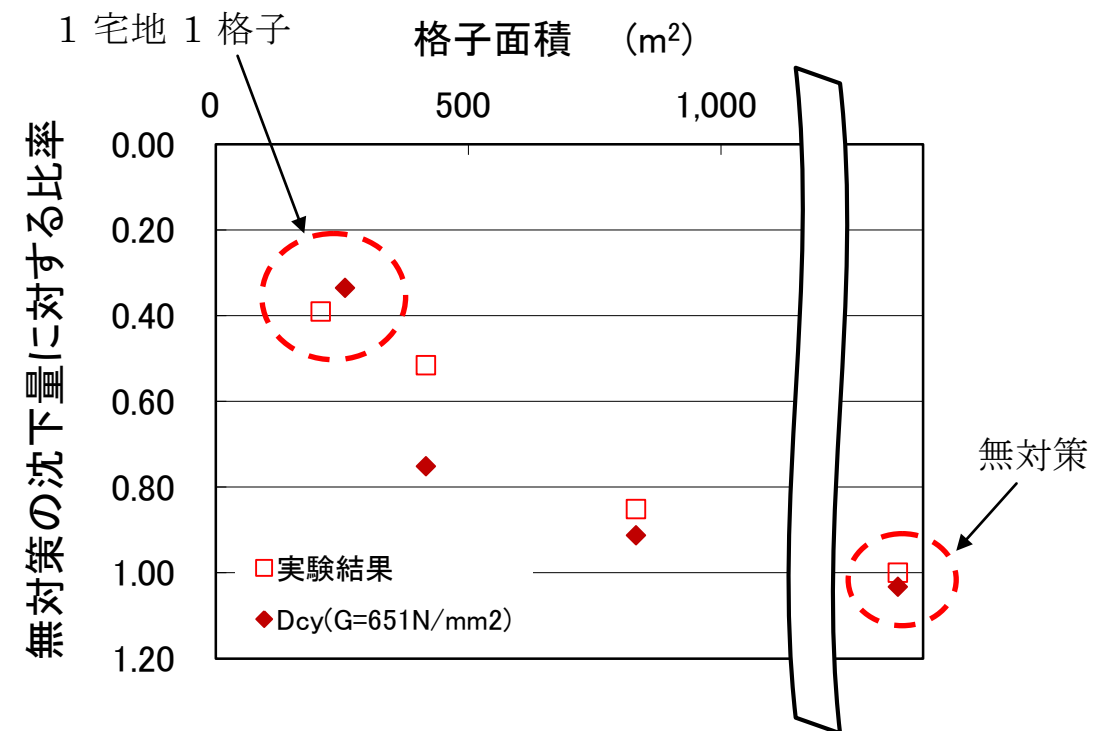 1 宅地 1 格子
格子面積 (m²)
0 500 1,000
無対策の沈下量に対する比率
0.00
0.20
0.40
0.60
0.80
1.00
1.20
無対策
実験結果
Dcy(G=651N/mm2)